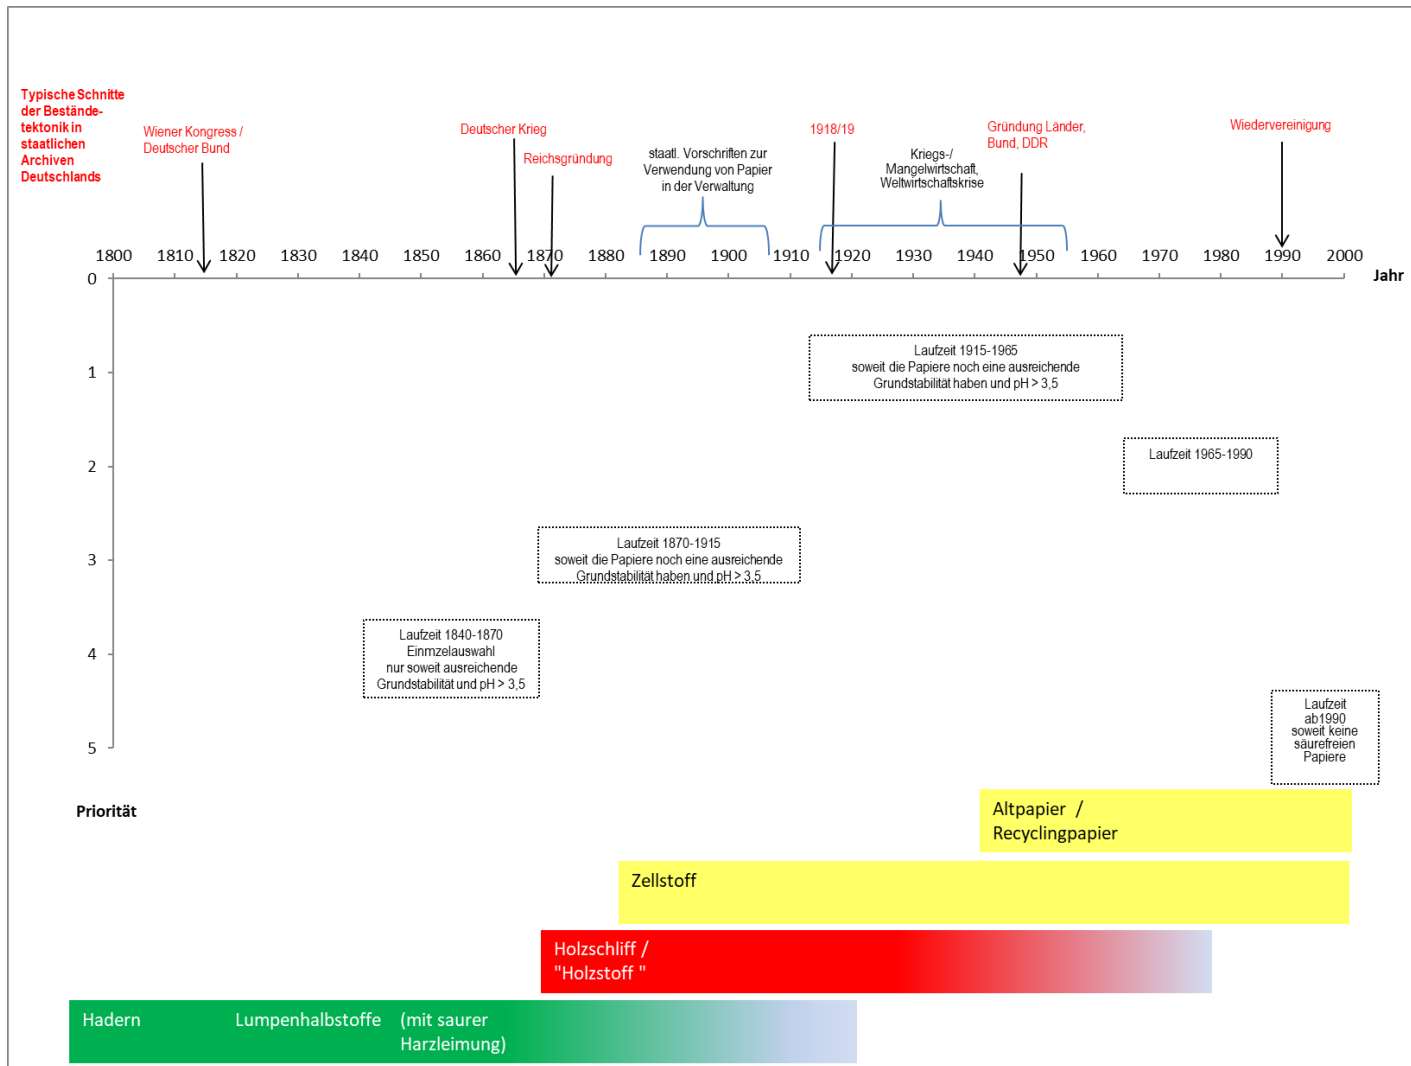 Typische Schnitte
der Bestände-
tektonik in
staatlichen
Archiven
Deutschlands
Wiener Kongress /
Deutscher Bund
Deutscher Krieg
Reichsgründung
staatl. Vorschriften zur
Verwendung von Papier
in der Verwaltung
1918/19
Kriegs-/
Mangelwirtschaft,
Weltwirtschaftskrise
Gründung Länder,
Bund, DDR
Wiedervereinigung
1800 1810 1820 1830 1840 1850 1860 1870 1880 1890 1900 1910 1920 1930 1940 1950 1960 1970 1980 1990 2000
Jahr
0
1
2
3
4
5
Priorität
Laufzeit 1915-1965
soweit die Papiere noch eine ausreichende
Grundstabilität haben und pH > 3,5
Laufzeit 1965-1990
Laufzeit 1870-1915
soweit die Papiere noch eine ausreichende
Grundstabilität haben und pH > 3,5
Laufzeit 1840-1870
Einmzelauswahl
nur soweit ausreichende
Grundstabilität und pH > 3,5
Laufzeit
ab1990
soweit keine
säurefreien
Papiere
Altpapier /
Recyclingpapier
Zellstoff
Holzschliff /
"Holzstoff "
Hadern Lumpenhalbstoffe (mit saurer
Harzleimung)